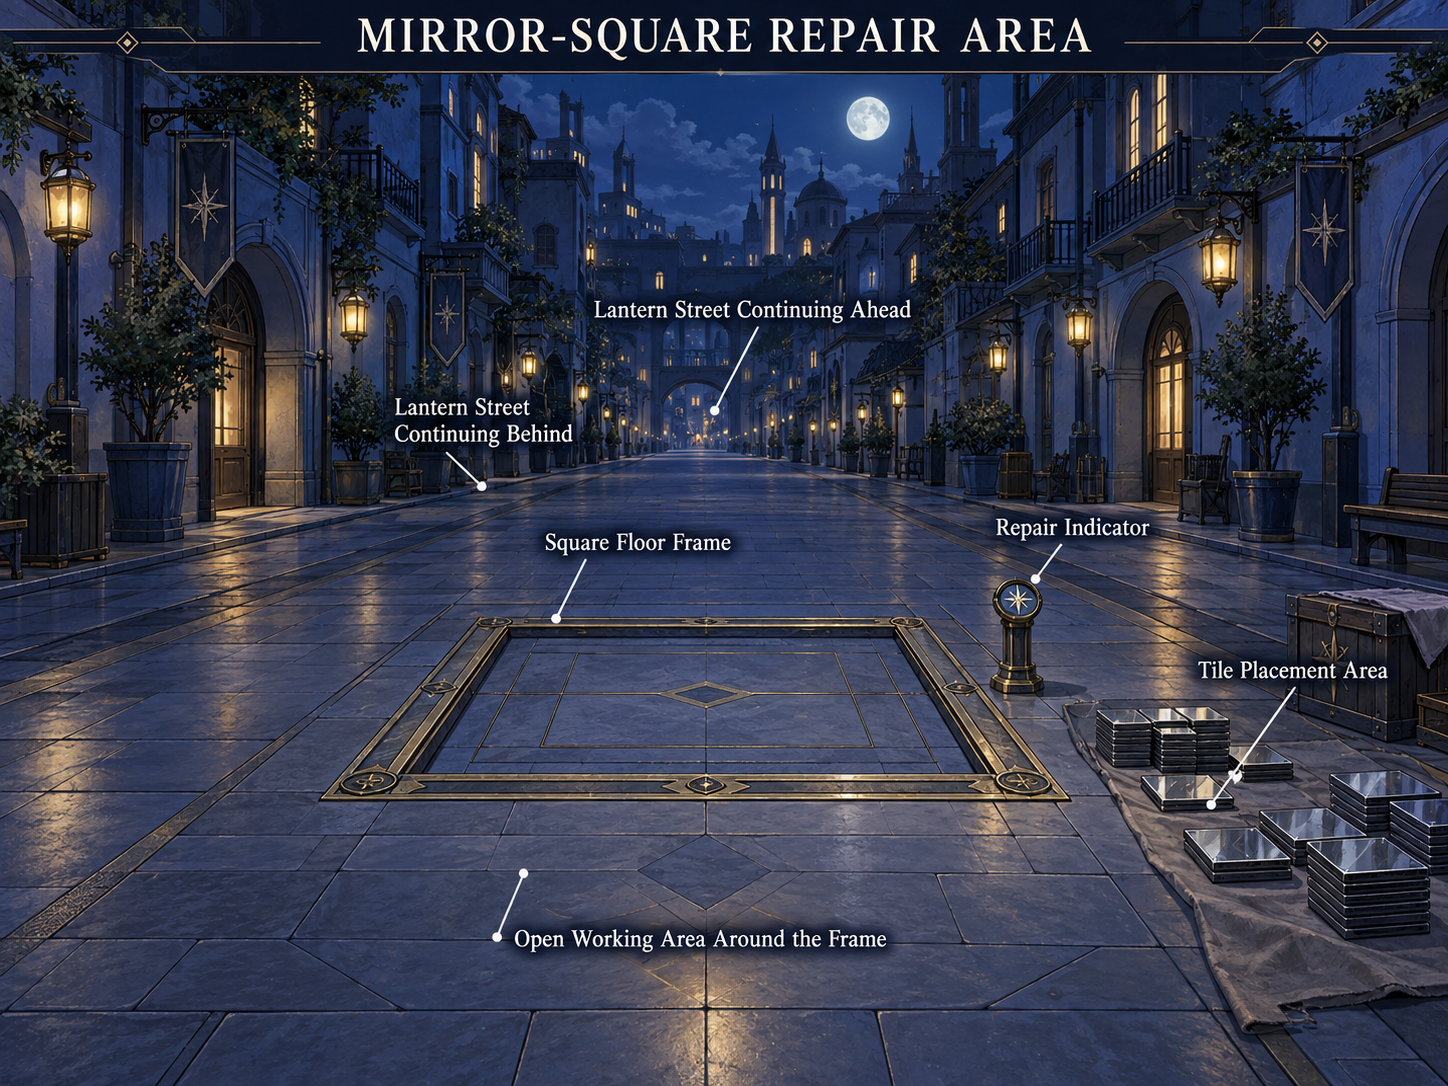 MIRROR-SQUARE REPAIR AREA
Lantern Street Continuing Ahead
Lantern Street
Continuing Behind
Repair Indicator
Square Floor Frame
Tile Placement Area
Open Working Area Around the Frame